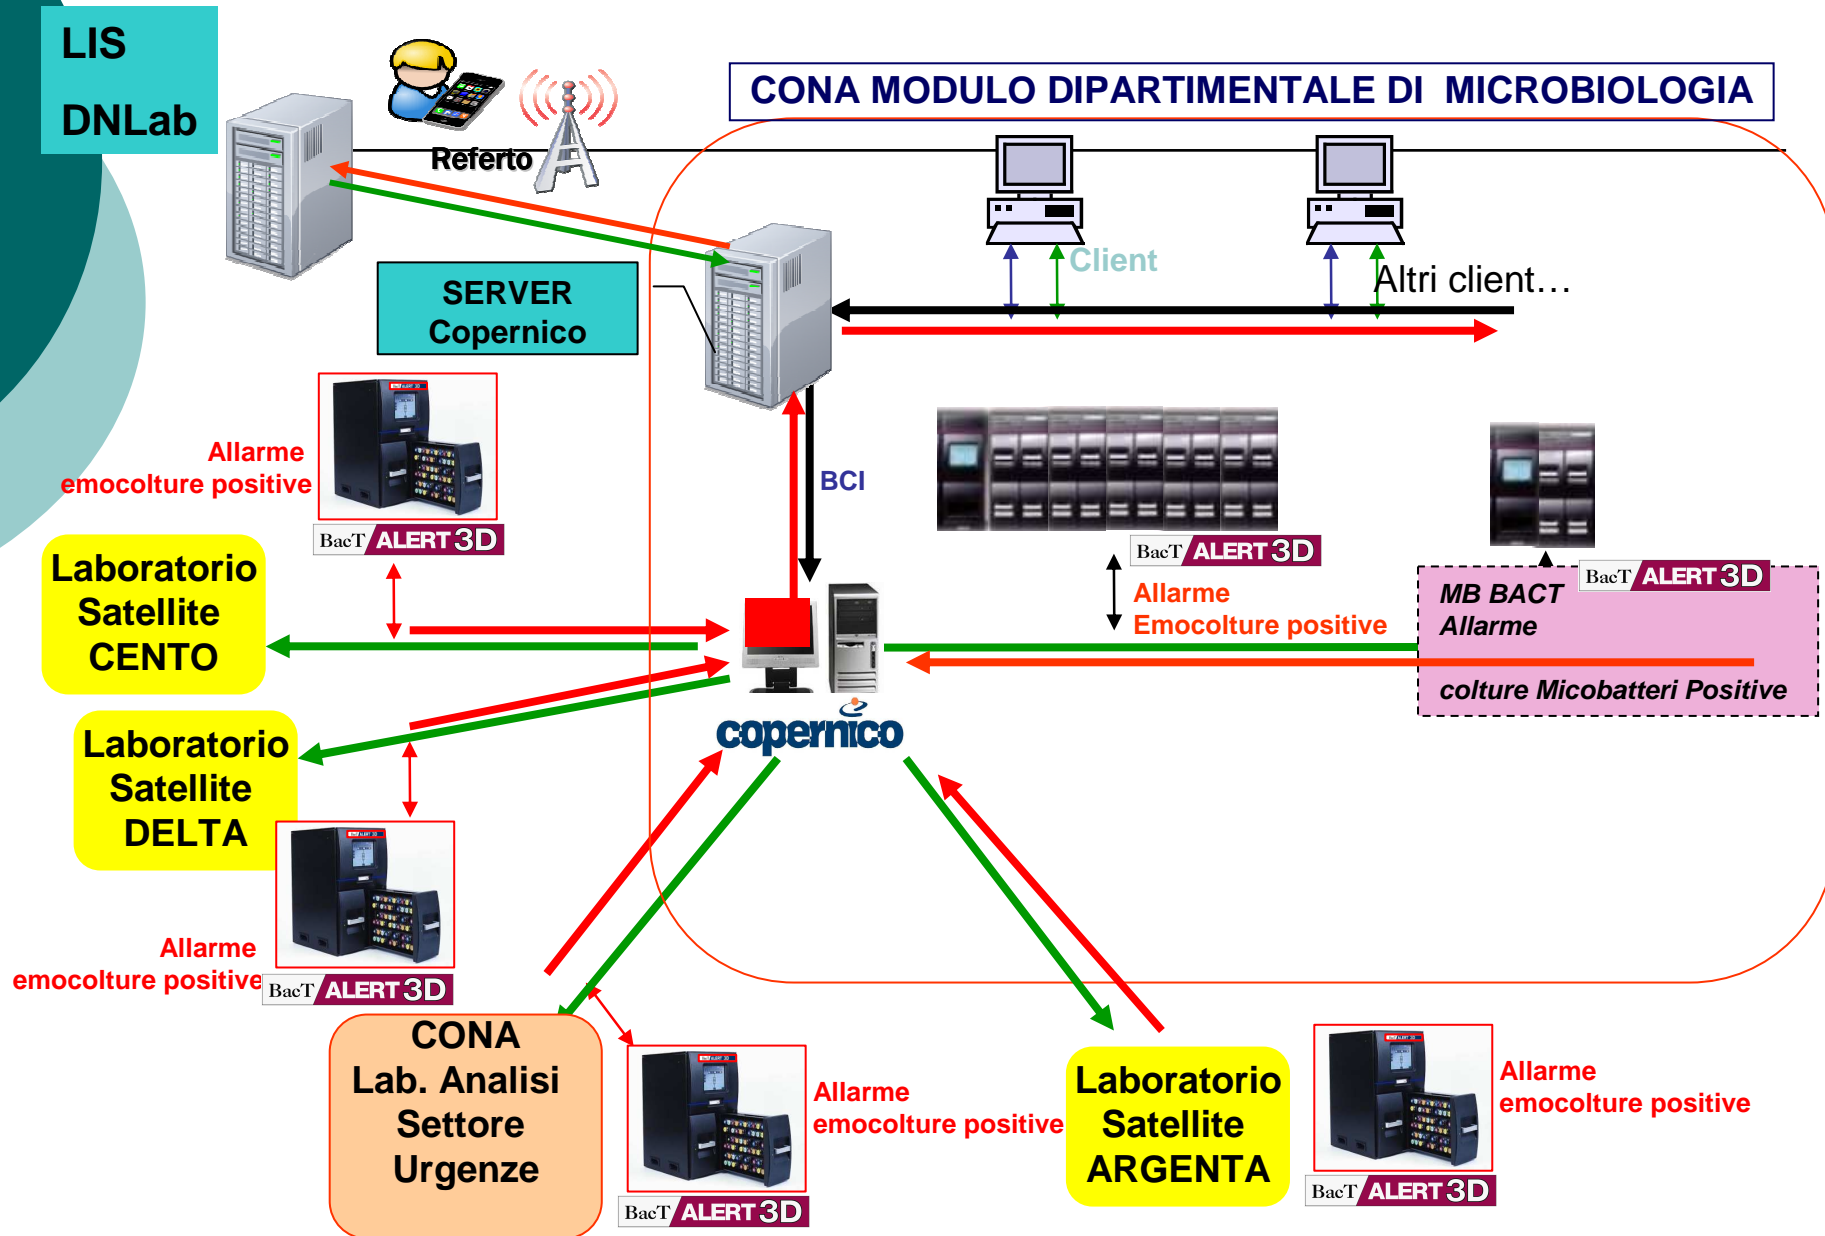 LIS
DNLab
CONA MODULO DIPARTIMENTALE DI  MICROBIOLOGIA
Referto
Client
Altri client…
SERVER
Copernico
Allarme
emocolture positive
BacT ALERT 3D
BCI
BacT ALERT 3D
Allarme
Emocolture positive
BacT ALERT 3D
MB BACT
Allarme
colture Micobatteri Positive
Laboratorio
Satellite
CENTO
copernico
Laboratorio
Satellite
DELTA
Allarme
emocolture positive
BacT ALERT 3D
CONA
Lab. Analisi
Settore
Urgenze
Allarme
emocolture positive
BacT ALERT 3D
Laboratorio
Satellite
ARGENTA
Allarme
emocolture positive
BacT ALERT 3D